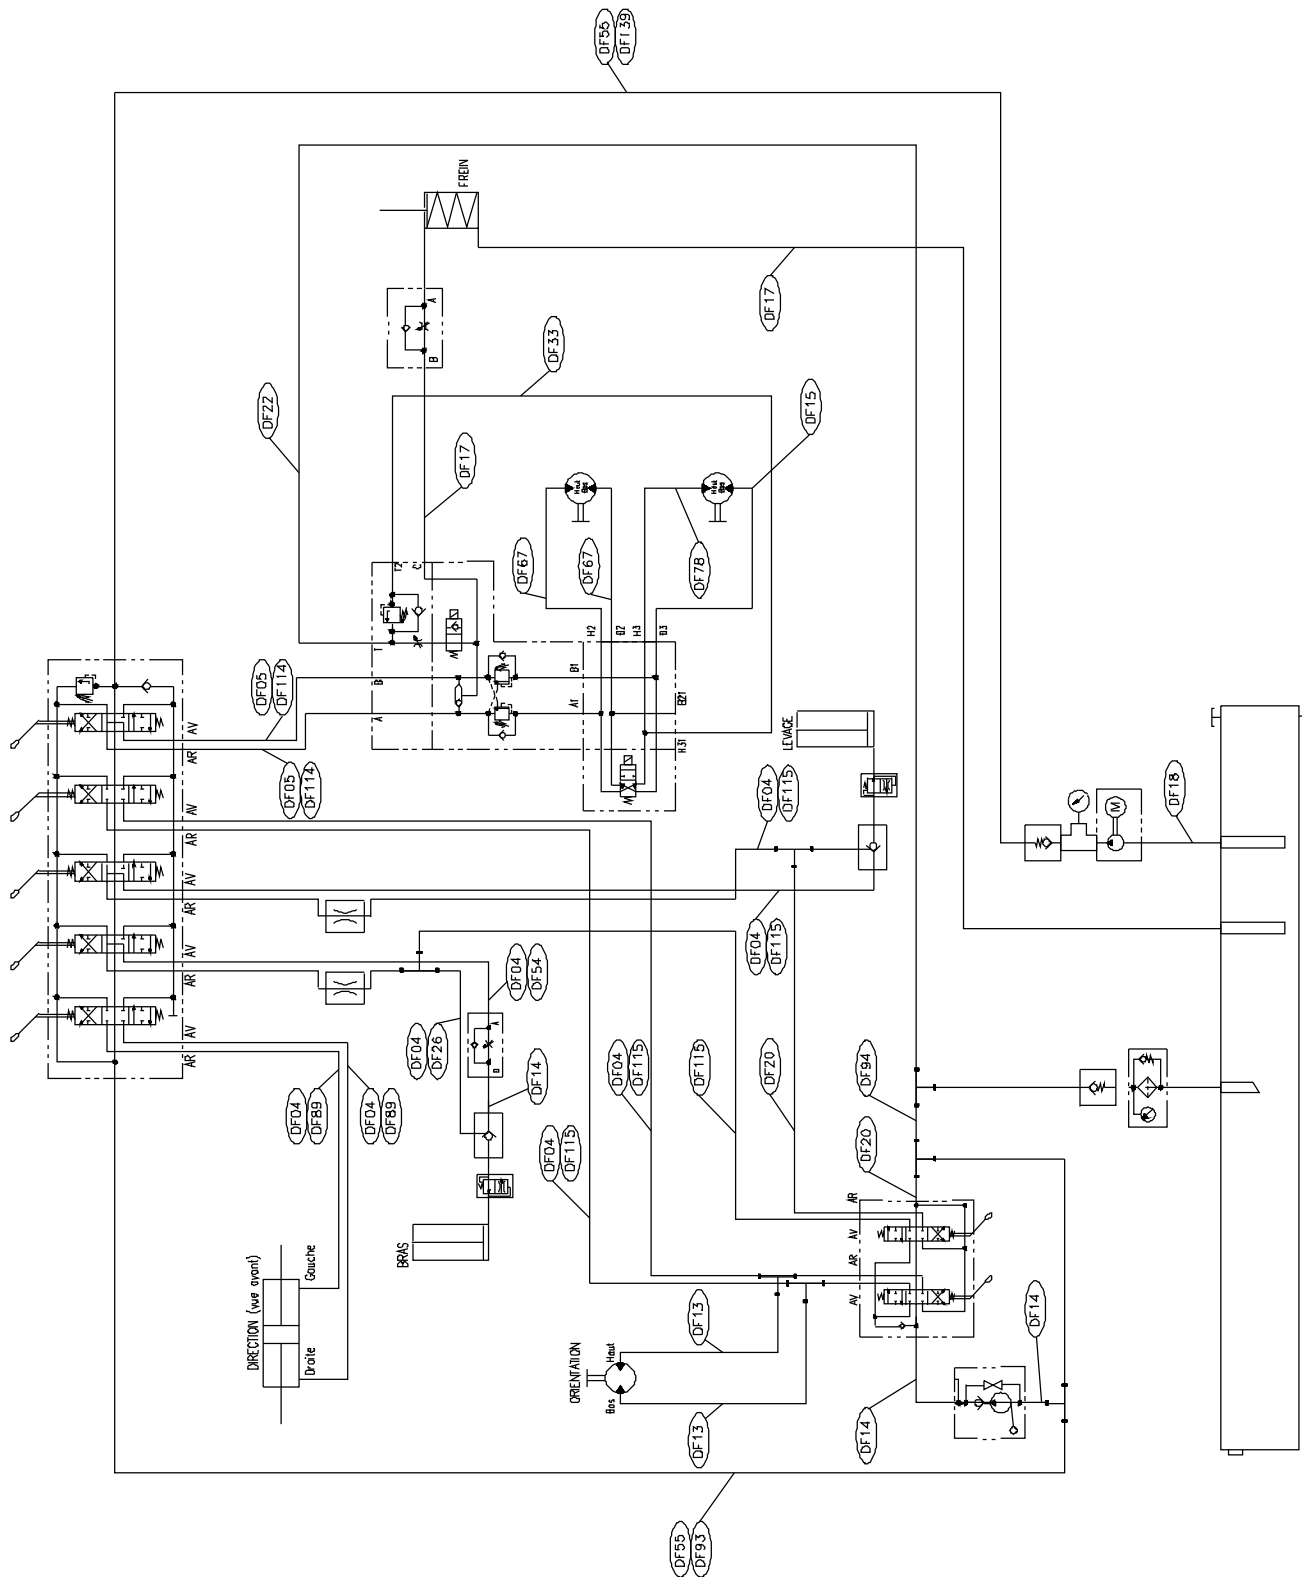 DF55
DF139
FREIN
A
B
DF17
DF33
DF22
DF15
DF17
Haut
Bas
Haut
Bas
DF67
DF67
DF78
T2
C
T
B
A
H2
B2
H3
B3
B1
A1
B21
H31
DF05
DF114
DF05
DF114
AV
AR
AV
AR
AV
AR
AV
AR
AV
AR
LEVAGE
DF04
DF115
DF18
M
DF04
DF115
DF04
DF54
DF04
DF26
A
B
DF14
DF04
DF115
DF115
DF20
DF94
DF04
DF89
DF04
DF89
DF04
DF115
DF20
AR
AV
AR
AV
BRAS
DIRECTION (vue avant)
Gauche
Droite
ORIENTATION
Haut
Bas
DF13
DF13
DF14
DF14
DF55
DF93